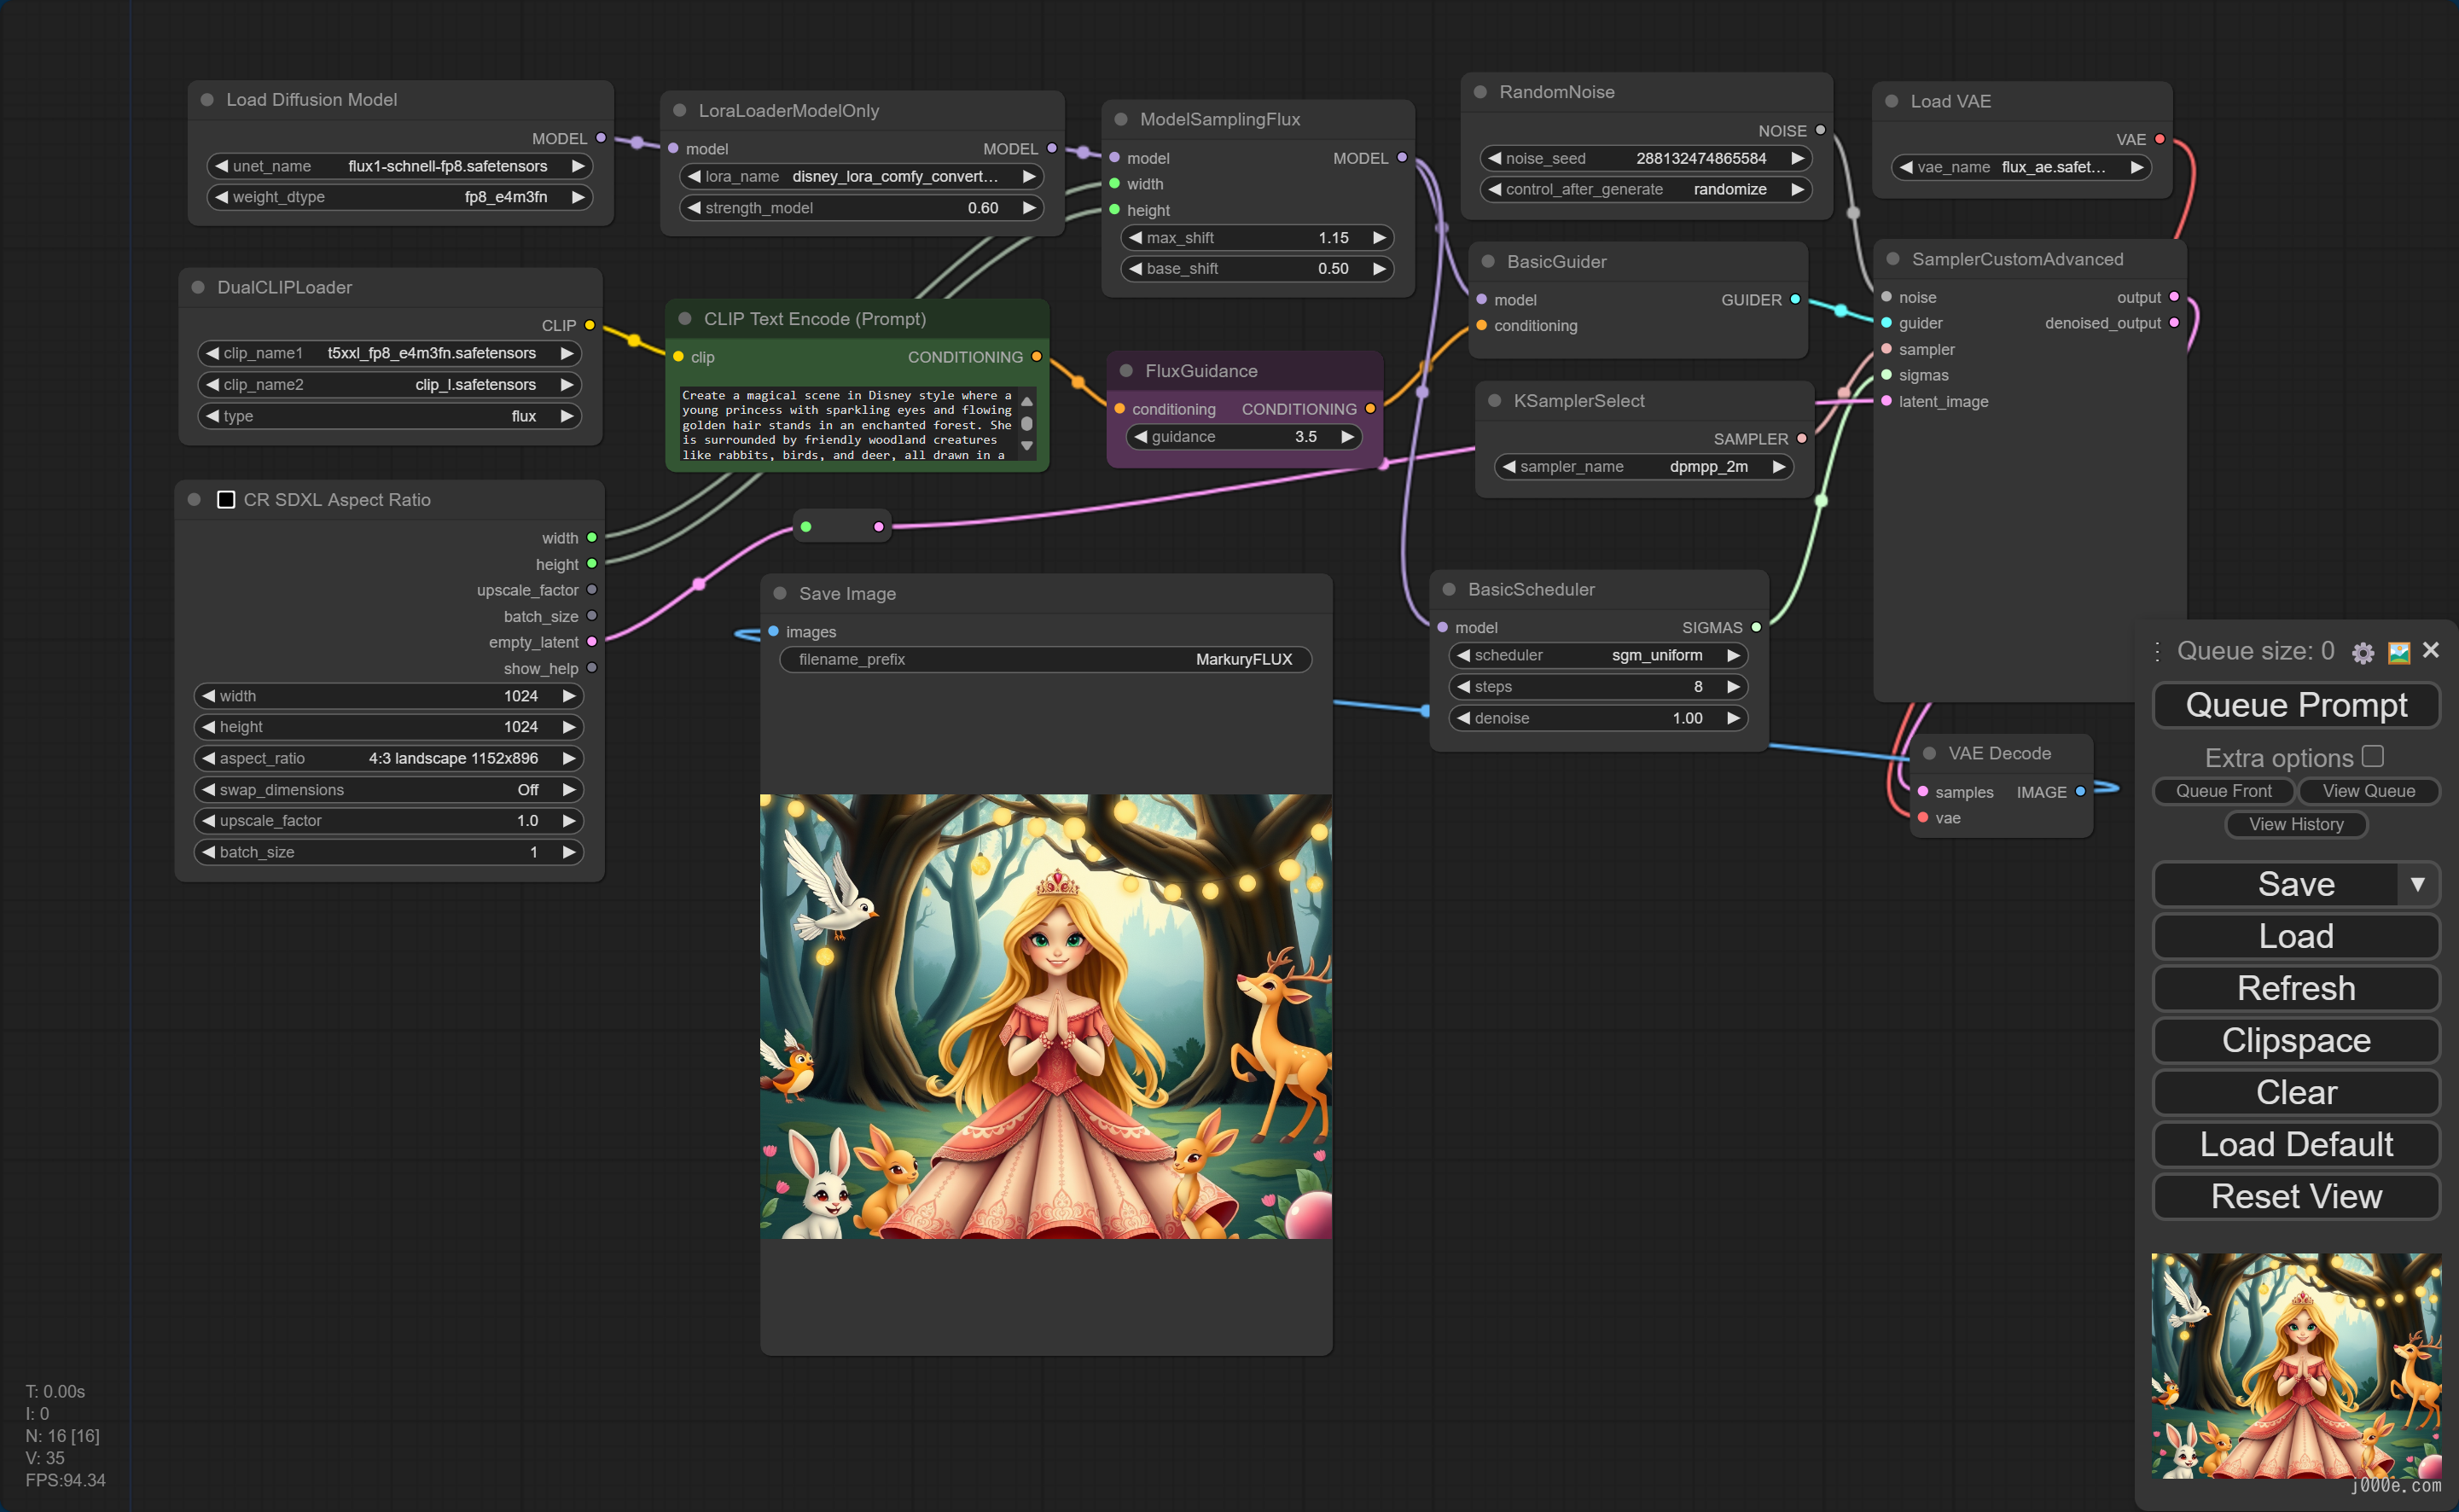 Load Diffusion Model
MODEL
unet_name flux1-schnell-fp8.safetensors
weight_dtype fp8_e4m3fn
LoraLoaderModelOnly
model MODEL
lora_name disney_lora_comfy_convert...
strength_model 0.60
ModelSamplingFlux
model MODEL
width
height
max_shift 1.15
base_shift 0.50
RandomNoise
NOISE
noise_seed 288132474865584
control_after_generate randomize
Load VAE
VAE
vae_name flux_ae.safet...
DualCLIPLoader
CLIP
clip_name1 t5xxl_fp8_e4m3fn.safetensors
clip_name2 clip_l.safetensors
type flux
CLIP Text Encode (Prompt)
clip CONDITIONING
Create a magical scene in Disney style where a
young princess with sparkling eyes and flowing
golden hair stands in an enchanted forest. She
is surrounded by friendly woodland creatures
like rabbits, birds, and deer, all drawn in a
FluxGuidance
conditioning CONDITIONING
guidance 3.5
BasicGuider
model GUIDER
conditioning
KSamplerSelect
SAMPLER
sampler_name dpmpp_2m
SamplerCustomAdvanced
noise output
guider denoised_output
sampler
sigmas
latent_image
CR SDXL Aspect Ratio
width
height
upscale_factor
batch_size
empty_latent
show_help
width 1024
height 1024
aspect_ratio 4:3 landscape 1152x896
swap_dimensions Off
upscale_factor 1.0
batch_size 1
Save Image
images
filename_prefix MarkuryFLUX
BasicScheduler
model SIGMAS
scheduler sgm_uniform
steps 8
denoise 1.00
VAE Decode
samples IMAGE
vae
Queue size: 0
Queue Prompt
Extra options
Queue Front View Queue
View History
Save
Load
Refresh
Clipspace
Clear
Load Default
Reset View
T: 0.00s
I: 0
N: 16 [16]
V: 35
FPS:94.34
j000e.com